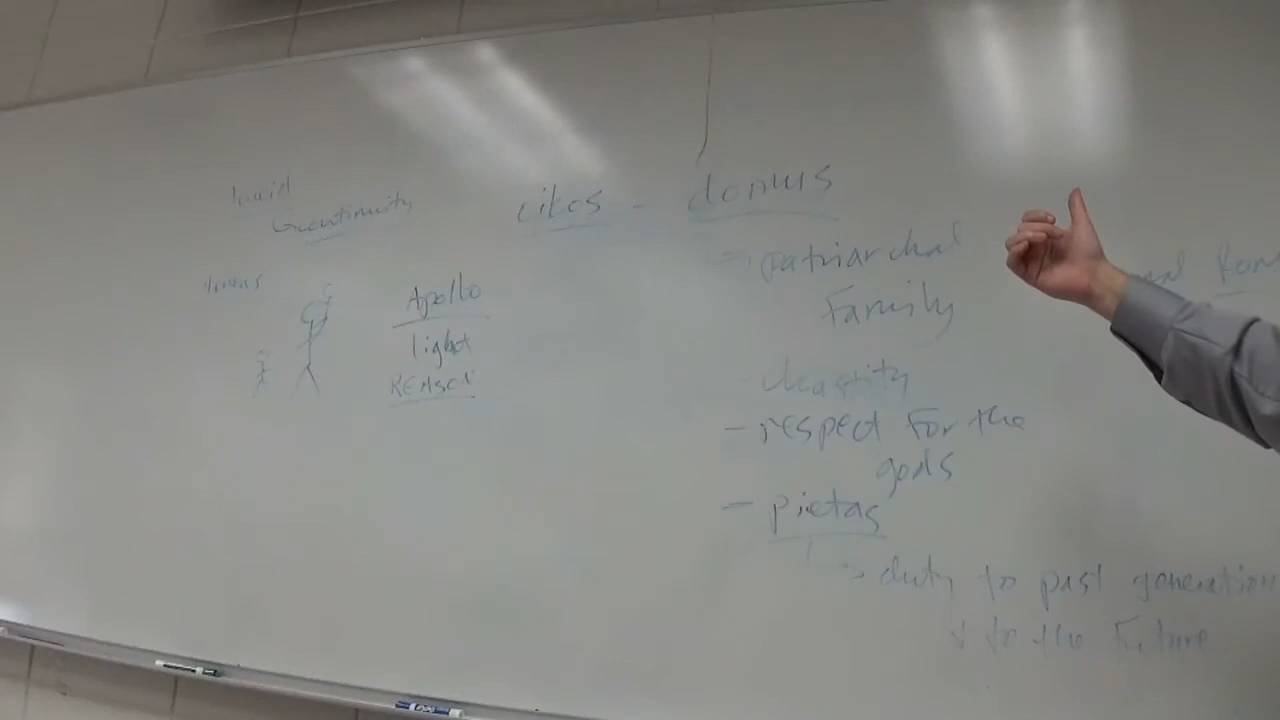 Continuity
Apollo
light
REASON
cites - domus
patriarchal
Family
- chastity
- respect for the
gods
- pietas
duty to past generations
to the Future